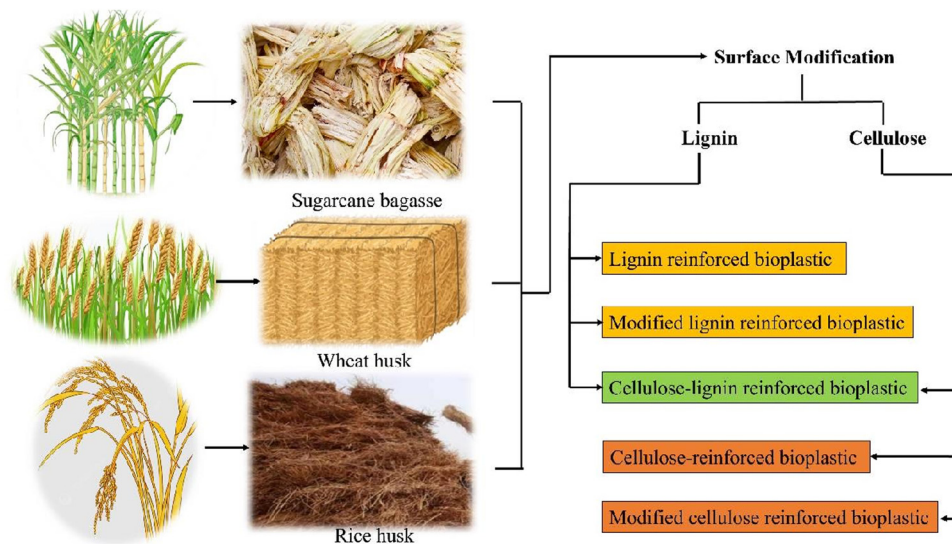 Sugarcane bagasse
Wheat husk
Rice husk
Surface Modification
Lignin
Cellulose
Lignin reinforced bioplastic
Modified lignin reinforced bioplastic
Cellulose-lignin reinforced bioplastic
Cellulose-reinforced bioplastic
Modified cellulose reinforced bioplastic